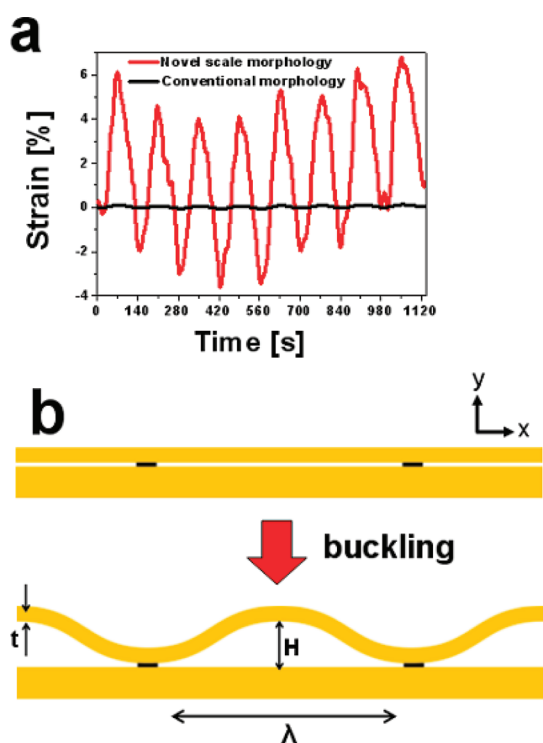 a
Novel scale morphology
Conventional morphology
Strain [%]
6
4
2
0
-2
-4
0 140 280 420 560 700 840 980 1120
Time [s]
b
y
x
buckling
t
H
λ